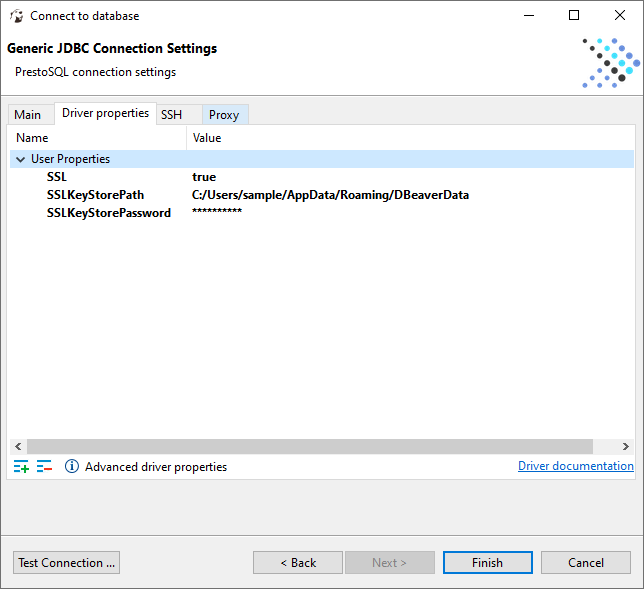 Connect to database
Generic JDBC Connection Settings
PrestoSQL connection settings
Main Driver properties SSH Proxy
Name Value
User Properties
SSL true
SSLKeyStorePath C:/Users/sample/AppData/Roaming/DBeaverData
SSLKeyStorePassword **********
Advanced driver properties Driver documentation
Test Connection ... < Back Next > Finish Cancel